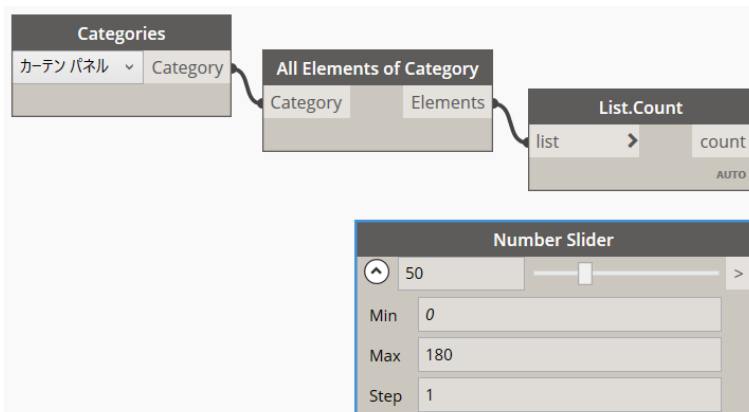 Categories
カーテン パネル
Category
All Elements of Category
Category
Elements
List.Count
list
>
count
AUTO
Number Slider
50
>
Min
0
Max
180
Step
1